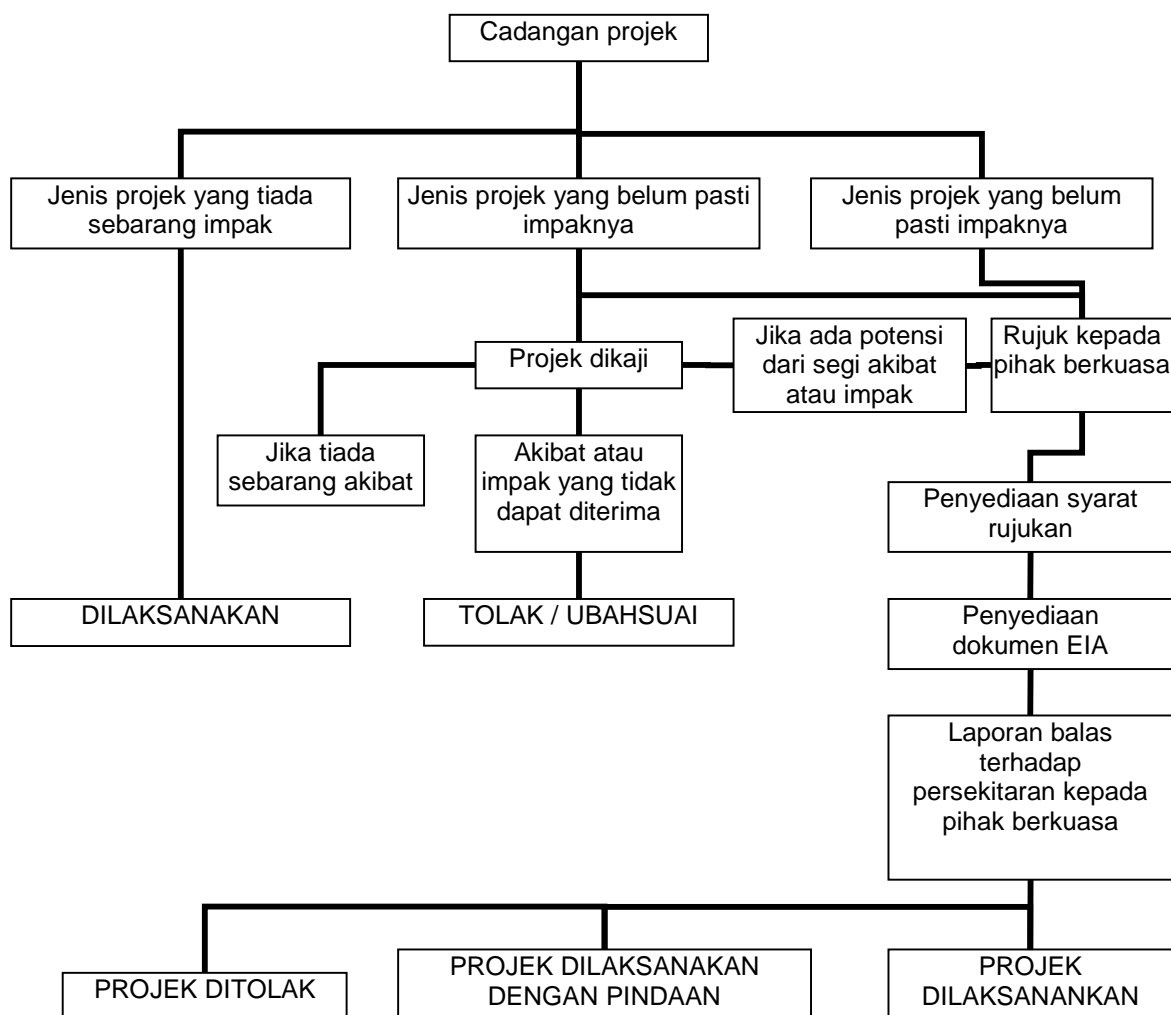 Cadangan projek
Jenis projek yang tiada
sebarang impak
Jenis projek yang belum pasti
impaknya
Jenis projek yang belum
pasti impaknya
Projek dikaji
Jika ada potensi
dari segi akibat
atau impak
Rujuk kepada
pihak berkuasa
Jika tiada
sebarang akibat
Akibat atau
impak yang tidak
dapat diterima
Penyediaan syarat
rujukan
DILAKSANAKAN
TOLAK / UBAHSUAI
Penyediaan
dokumen EIA
Laporan balas
terhadap
persekitaran kepada
pihak berkuasa
PROJEK DITOLAK
PROJEK DILAKSANAKAN
DENGAN PINDAAN
PROJEK
DILAKSANANKAN